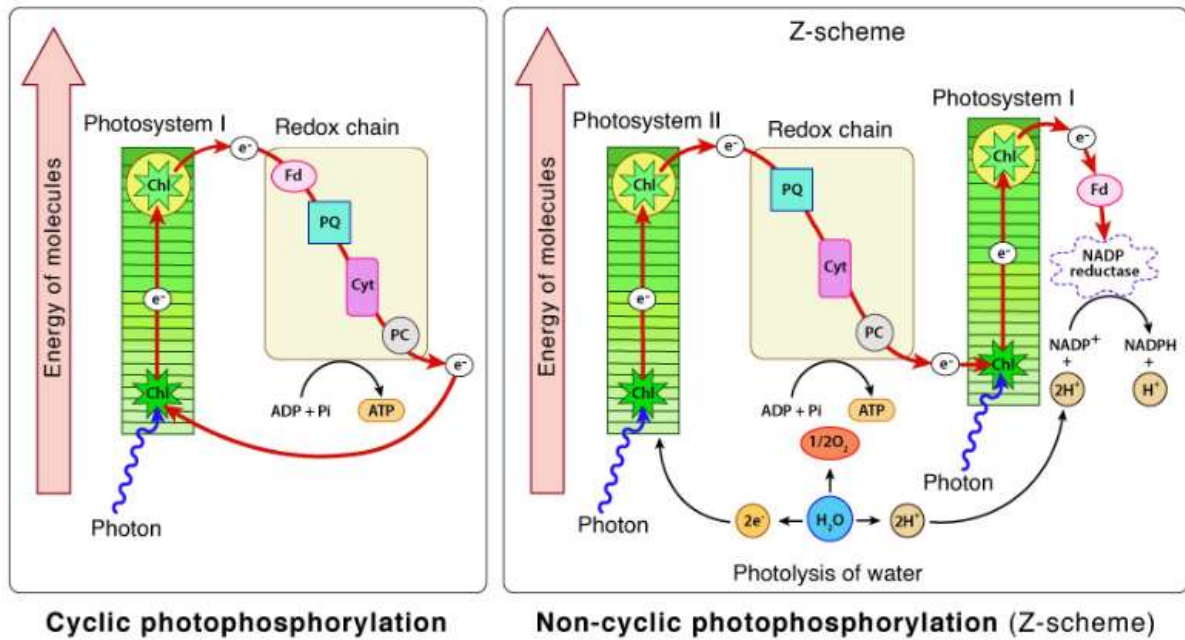 Energy of molecules
Photosystem I
Redox chain
Chl
e⁻
Fd
PQ
Cyt
PC
e⁻
e⁻
Chl
ADP + Pi
ATP
Photon
Cyclic photophosphorylation
Z-scheme
Energy of molecules
Photosystem II
Redox chain
Photosystem I
Chl
e⁻
PQ
Cyt
PC
e⁻
Chl
e⁻
Chl
e⁻
Fd
NADP
reductase
e⁻
Chl
NADP⁺
+
2H⁺
NADPH
+
H⁺
ADP + Pi
ATP
1/2O₂
Photon
Photon
2e⁻
H₂O
2H⁺
Photolysis of water
Non-cyclic photophosphorylation (Z-scheme)